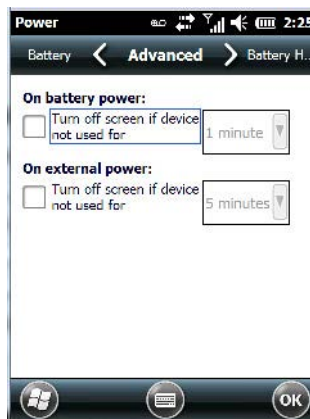 Power 2:25
Battery Advanced Battery H...
On battery power:
Turn off screen if device
not used for
1 minute
On external power:
Turn off screen if device
not used for
5 minutes
OK